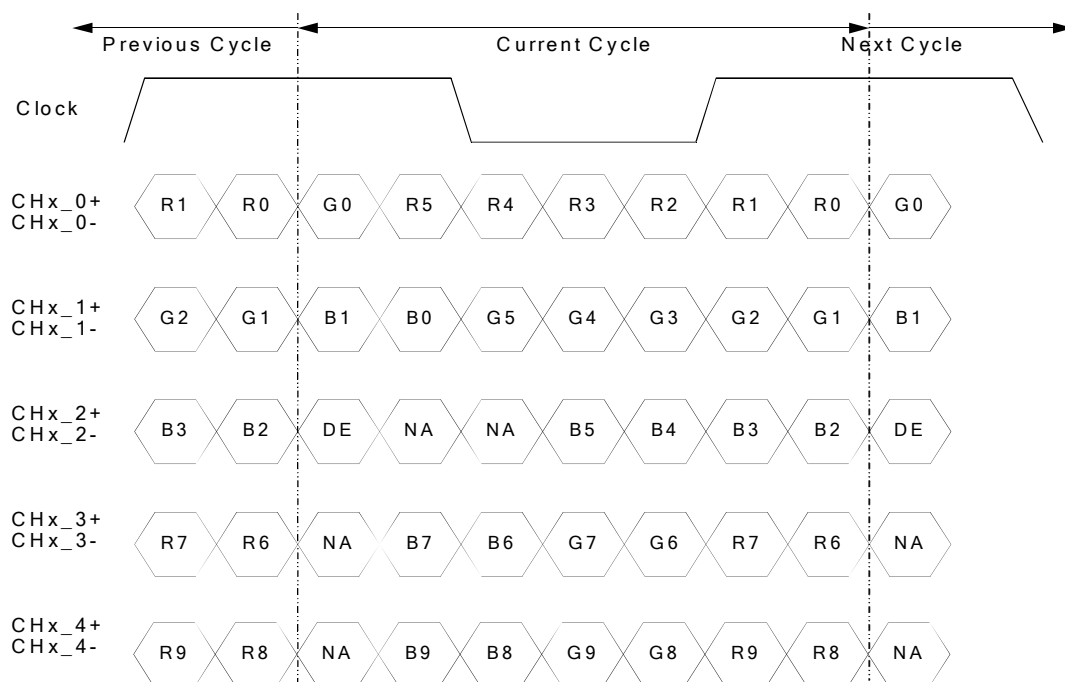 Previous Cycle Current Cycle Next Cycle
Clock
CHx_0+
CHx_0-
R1 R0 G0 R5 R4 R3 R2 R1 R0 G0
CHx_1+
CHx_1-
G2 G1 B1 B0 G5 G4 G3 G2 G1 B1
CHx_2+
CHx_2-
B3 B2 DE NA NA B5 B4 B3 B2 DE
CHx_3+
CHx_3-
R7 R6 NA B7 B6 G7 G6 R7 R6 NA
CHx_4+
CHx_4-
R9 R8 NA B9 B8 G9 G8 R9 R8 NA